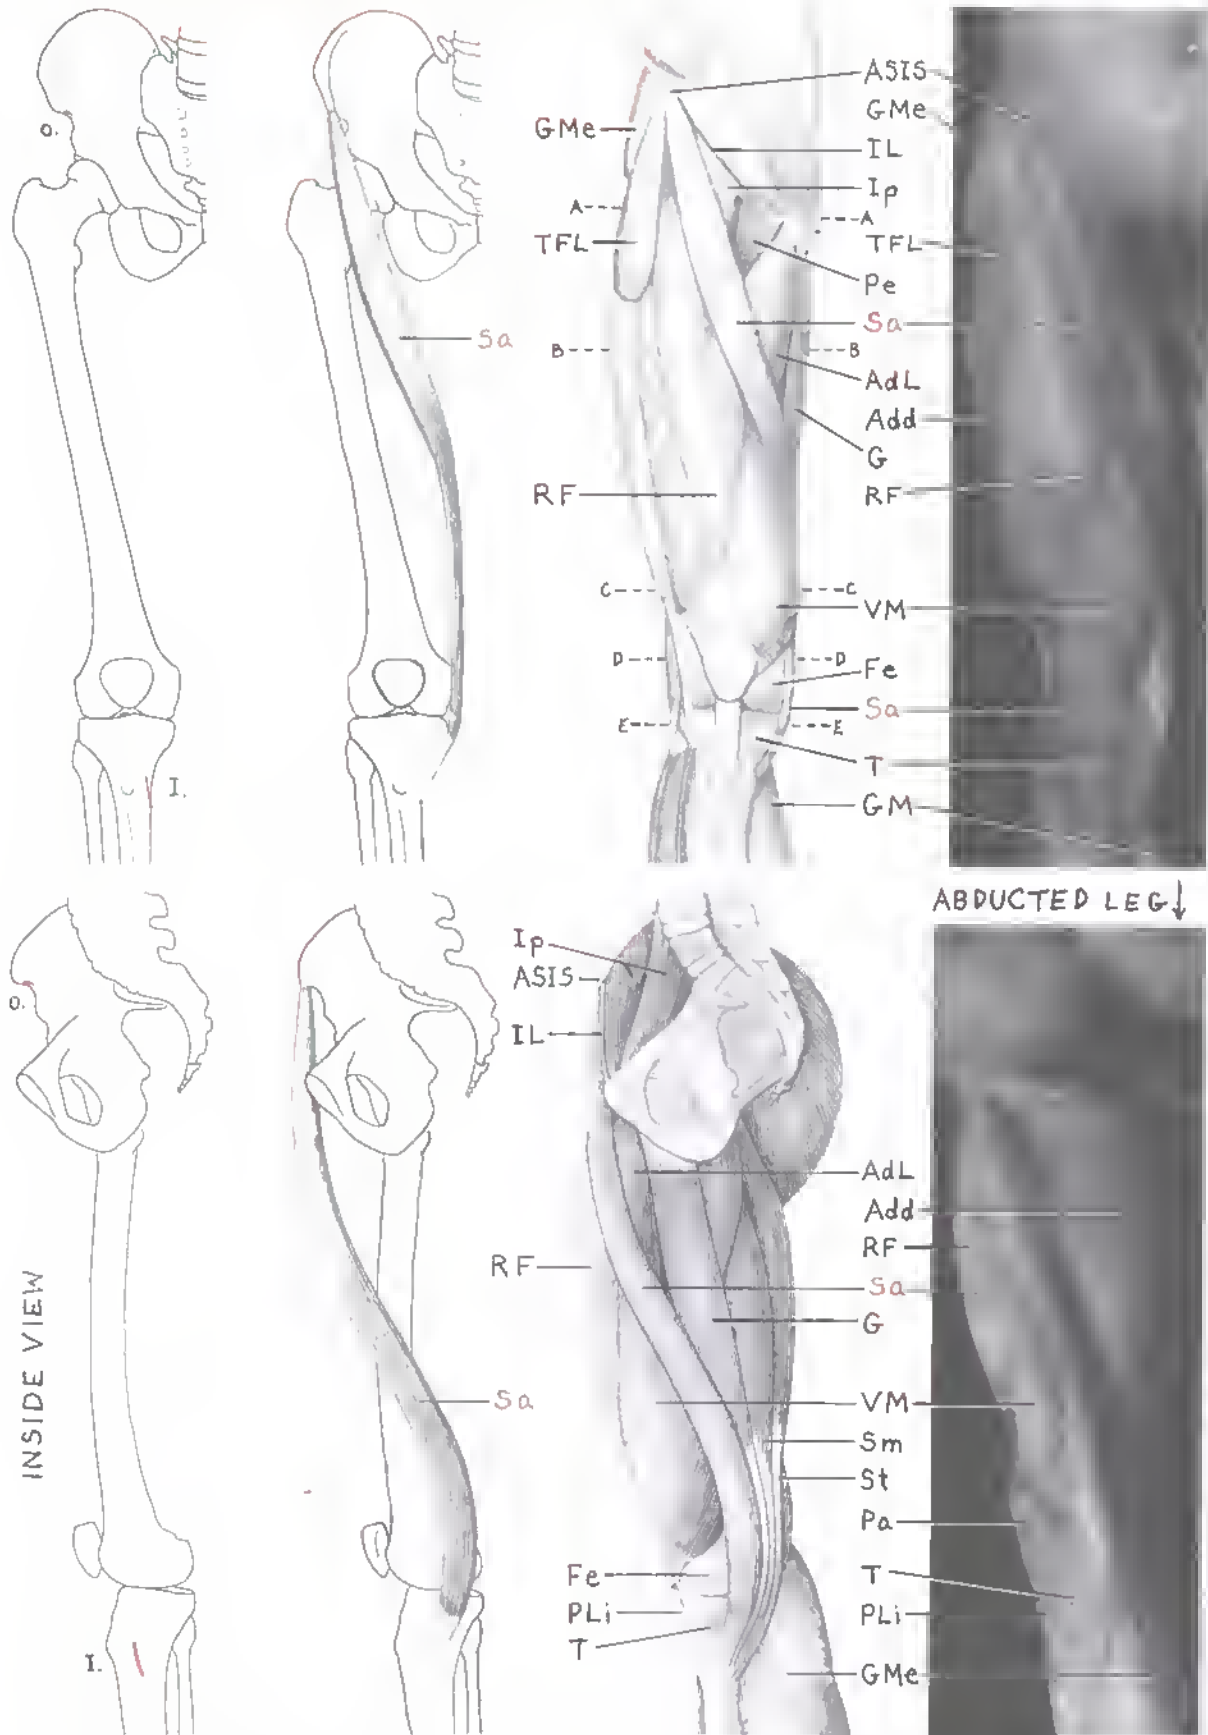 ASIS
GMe
GMe
IL
Ip
o.
A
A
TFL
TFL
Pe
Sa
Sa
B
B
AdL
Add
G
RF
RF
C
C
VM
D
D
Fe
Sa
E
E
T
I.
GM
ABDUCTED LEG↓
Ip
ASIS
o.
IL
AdL
Add
RF
RF
Sa
G
INSIDE VIEW
Sa
VM
Sm
St
Pa
Fe
T
PLi
PLi
T
I.
GMe